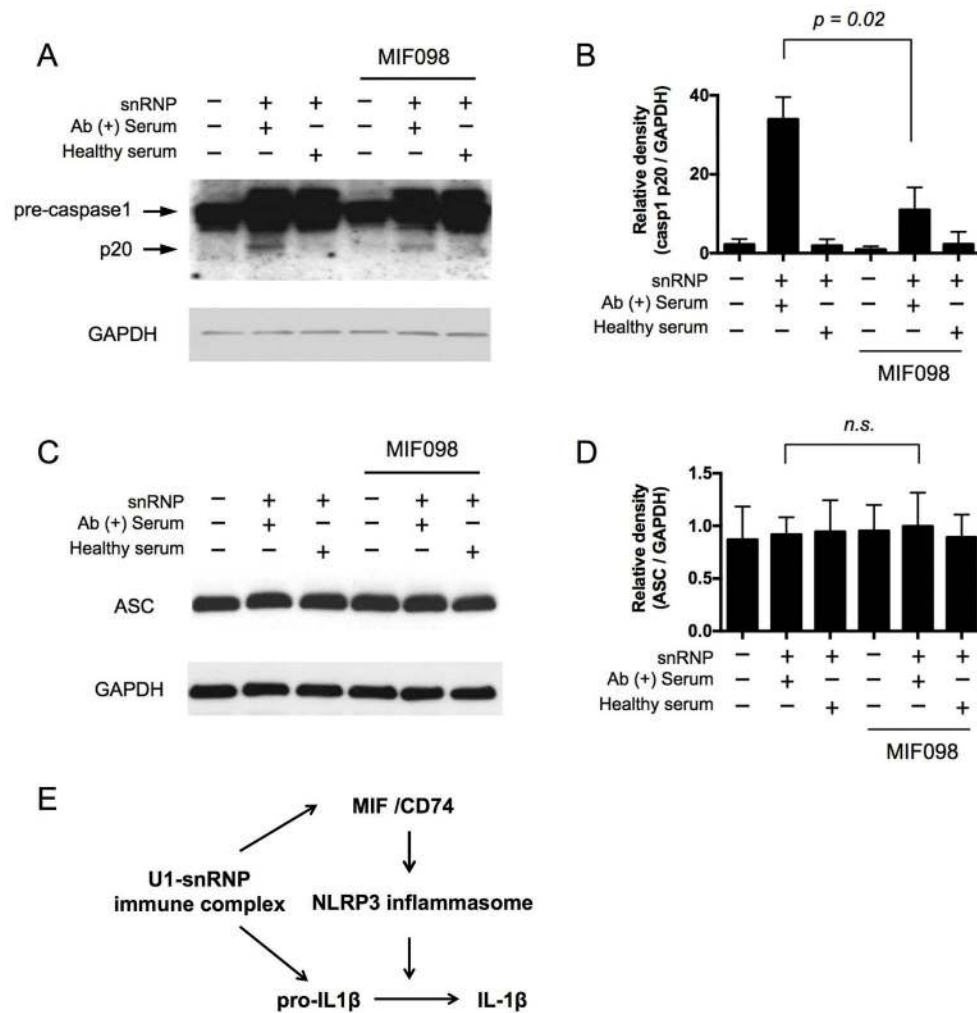 A
MIF098
− + + − + + snRNP
− + − − + − Ab (+) Serum
− − + − − + Healthy serum
pre-caspase1
p20
GAPDH
B
p = 0.02
Relative density
(casp1 p20 / GAPDH)
40
20
0
snRNP − + + − + +
Ab (+) Serum − + − − + −
Healthy serum − − + − − +
MIF098
C
MIF098
− + + − + + snRNP
− + − − + − Ab (+) Serum
− − + − − + Healthy serum
ASC
GAPDH
D
n.s.
Relative density
(ASC / GAPDH)
1.5
1.0
0.5
0.0
snRNP − + + − + +
Ab (+) Serum − + − − + −
Healthy serum − − + − − +
MIF098
E
MIF /CD74
U1-snRNP
immune complex
NLRP3 inflammasome
pro-IL1β
IL-1β